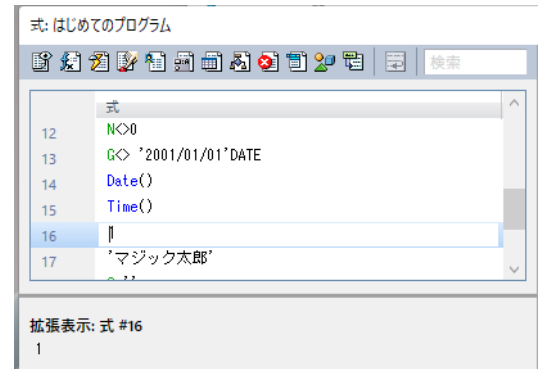 式: はじめてのプログラム
検索
式
12 N<>0
13 G<> '2001/01/01'DATE
14 Date()
15 Time()
16 1
17 'マジック太郎'
拡張表示: 式 #16
1